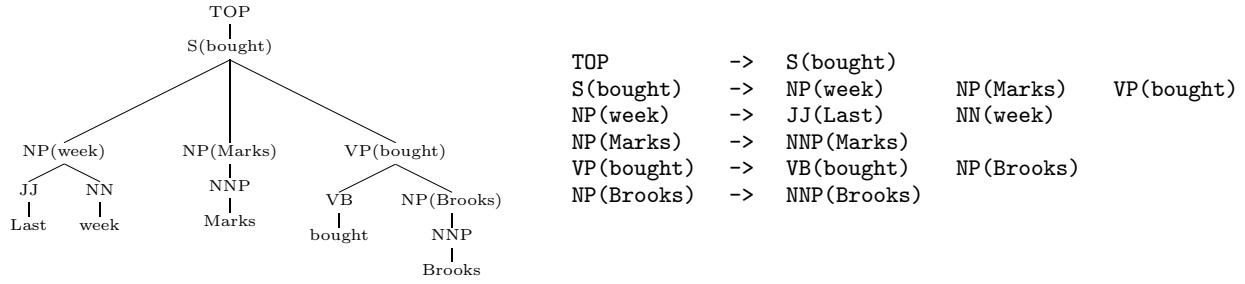 TOP
S(bought)
NP(week) NP(Marks) VP(bought)
JJ NN NNP VB NP(Brooks)
Last week Marks bought NNP
Brooks
TOP -> S(bought)
S(bought) -> NP(week) NP(Marks) VP(bought)
NP(week) -> JJ(Last) NN(week)
NP(Marks) -> NNP(Marks)
VP(bought) -> VB(bought) NP(Brooks)
NP(Brooks) -> NNP(Brooks)